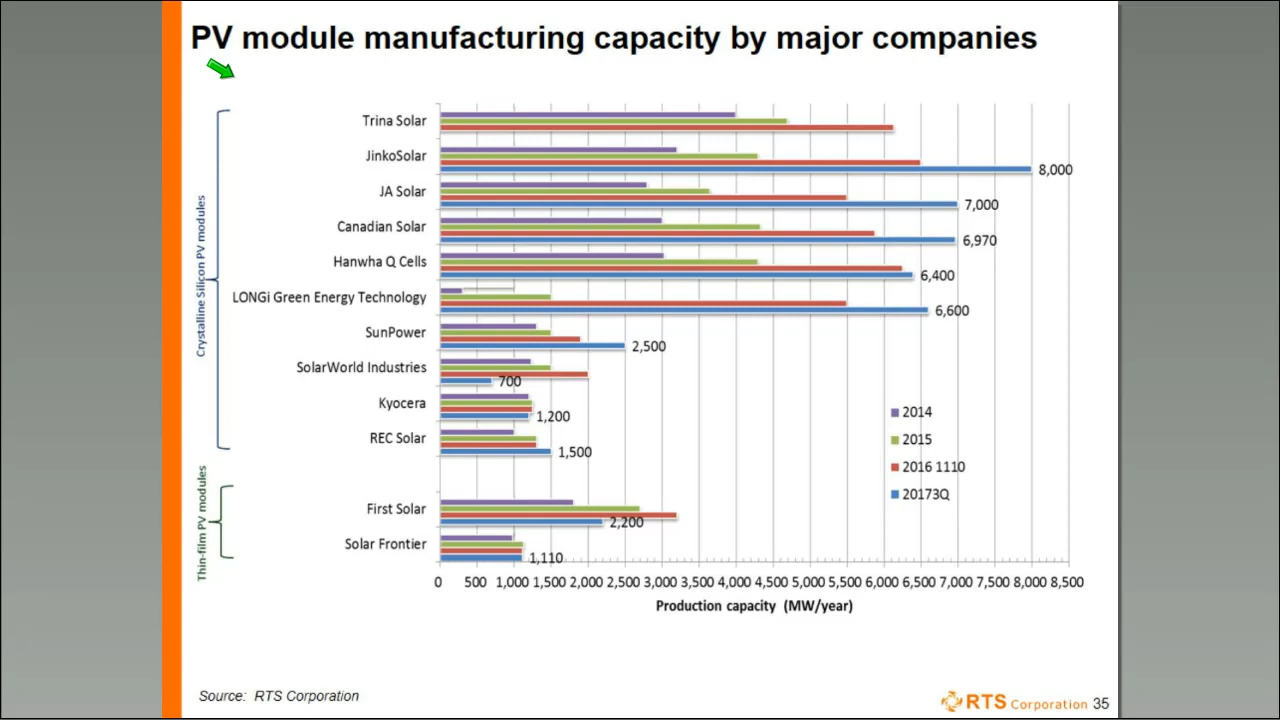 PV module manufacturing capacity by major companies
Crystalline Silicon PV modules
Trina Solar
JinkoSolar
8,000
JA Solar
7,000
Canadian Solar
6,970
Hanwha Q Cells
6,400
LONGi Green Energy Technology
6,600
SunPower
2,500
SolarWorld Industries
700
Kyocera
1,200
REC Solar
1,500
Thin-film PV modules
First Solar
2,200
Solar Frontier
1,110
2014
2015
2016 1110
20173Q
0 500 1,000 1,500 2,000 2,500 3,000 3,500 4,000 4,500 5,000 5,500 6,000 6,500 7,000 7,500 8,000 8,500
Production capacity (MW/year)
Source: RTS Corporation
RTS Corporation 35